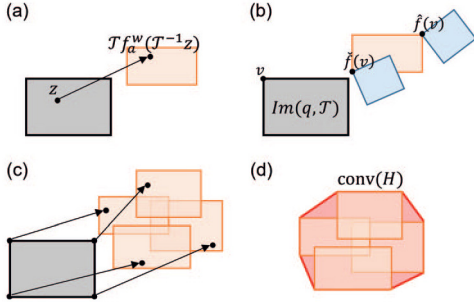 (a)
𝒯f_a^w(𝒯^{-1}z)
z
(b)
f̂(v)
v
f̌(v)
Im(q, 𝒯)
(c)
(d)
conv(H)